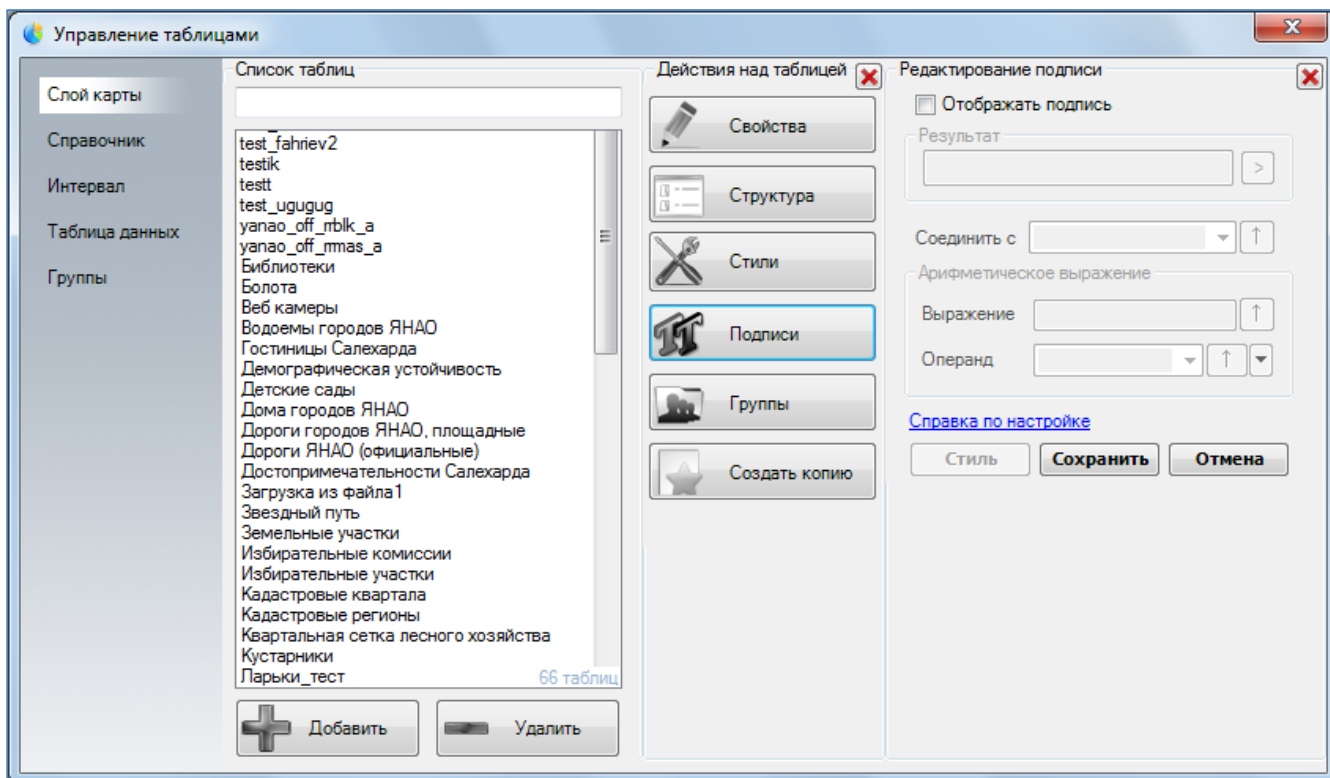 Управление таблицами
Слой карты
Справочник
Интервал
Таблица данных
Группы
Список таблиц
test_fahriev2
testik
testt
test_ugugug
yanao_off_rrblk_a
yanao_off_rrmas_a
Библиотеки
Болота
Веб камеры
Водоемы городов ЯНАО
Гостиницы Салехарда
Демографическая устойчивость
Детские сады
Дома городов ЯНАО
Дороги городов ЯНАО, площадные
Дороги ЯНАО (официальные)
Достопримечательности Салехарда
Загрузка из файла1
Звездный путь
Земельные участки
Избирательные комиссии
Избирательные участки
Кадастровые квартала
Кадастровые регионы
Квартальная сетка лесного хозяйства
Кустарники
Ларьки_тест
66 таблиц
Добавить
Удалить
Действия над таблицей
Свойства
Структура
Стили
Подписи
Группы
Создать копию
Редактирование подписи
Отображать подпись
Результат
>
Соединить с
↑
Арифметическое выражение
Выражение
↑
Операнд
↑
Справка по настройке
Стиль
Сохранить
Отмена